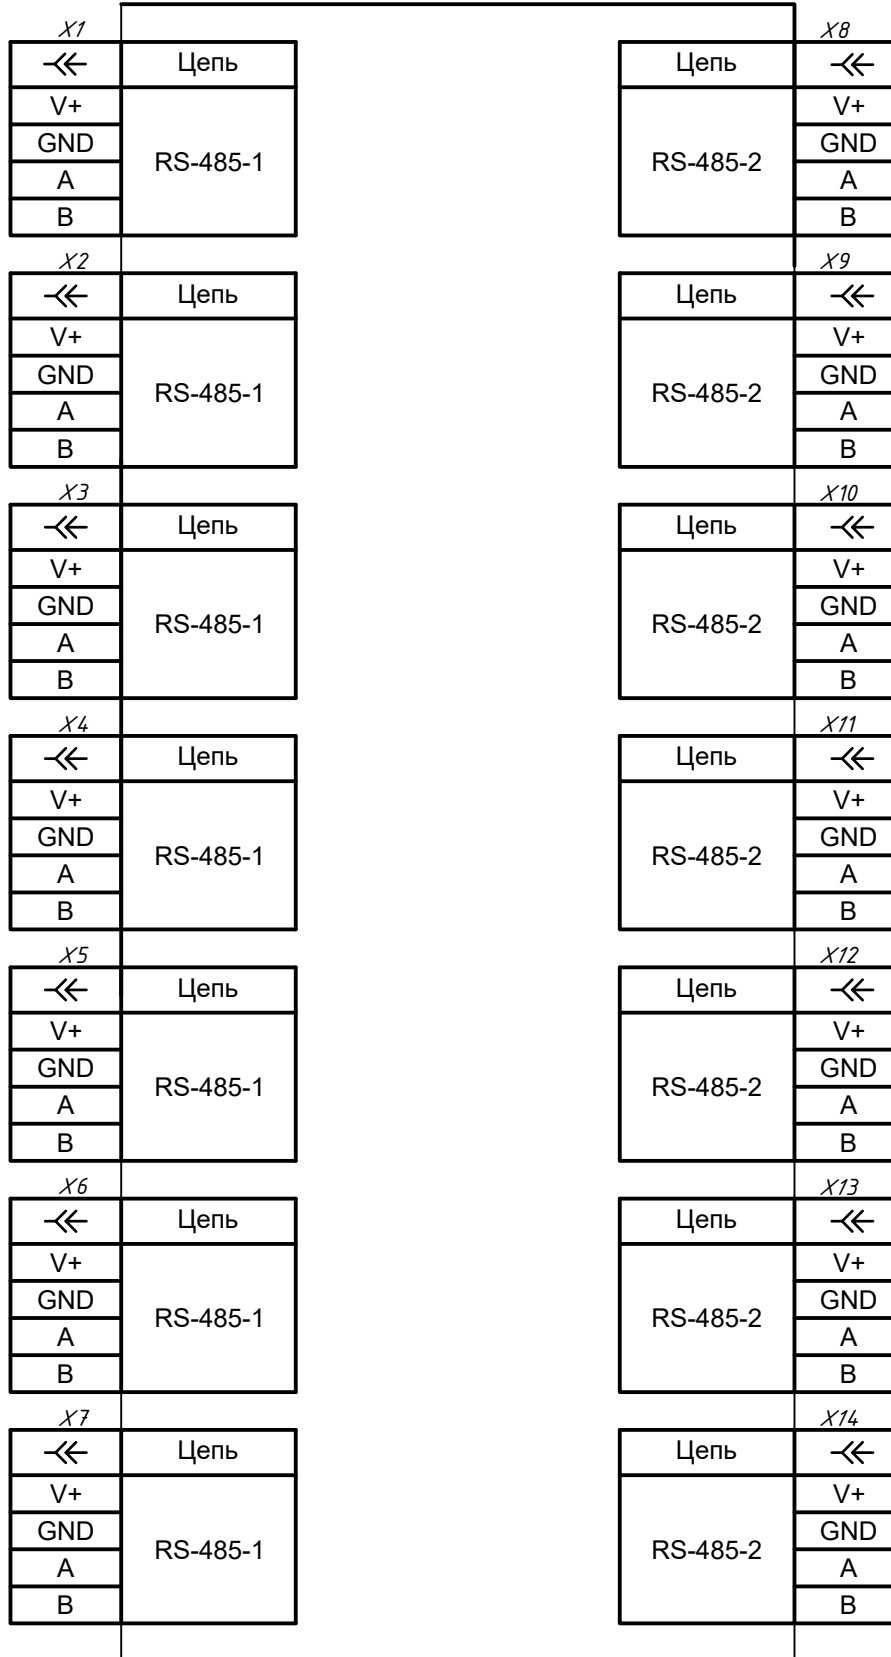 X1
Цепь
V+
GND
A
B
RS-485-1
X2
Цепь
V+
GND
A
B
RS-485-1
X3
Цепь
V+
GND
A
B
RS-485-1
X4
Цепь
V+
GND
A
B
RS-485-1
X5
Цепь
V+
GND
A
B
RS-485-1
X6
Цепь
V+
GND
A
B
RS-485-1
X7
Цепь
V+
GND
A
B
RS-485-1
X8
Цепь
RS-485-2
V+
GND
A
B
X9
Цепь
RS-485-2
V+
GND
A
B
X10
Цепь
RS-485-2
V+
GND
A
B
X11
Цепь
RS-485-2
V+
GND
A
B
X12
Цепь
RS-485-2
V+
GND
A
B
X13
Цепь
RS-485-2
V+
GND
A
B
X14
Цепь
RS-485-2
V+
GND
A
B